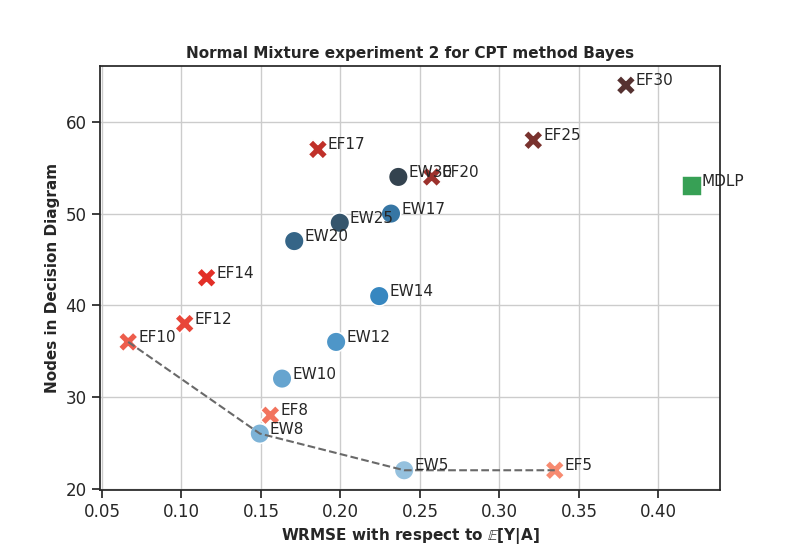 Normal Mixture experiment 2 for CPT method Bayes
Nodes in Decision Diagram
60
50
40
30
20
EF30
EF25
EF17
EW30
EF20
MDLP
EW17
EW25
EW20
EF14
EW14
EF12
EF10
EW12
EW10
EF8
EW8
EW5
EF5
0.05 0.10 0.15 0.20 0.25 0.30 0.35 0.40
WRMSE with respect to 𝔼[Y|A]